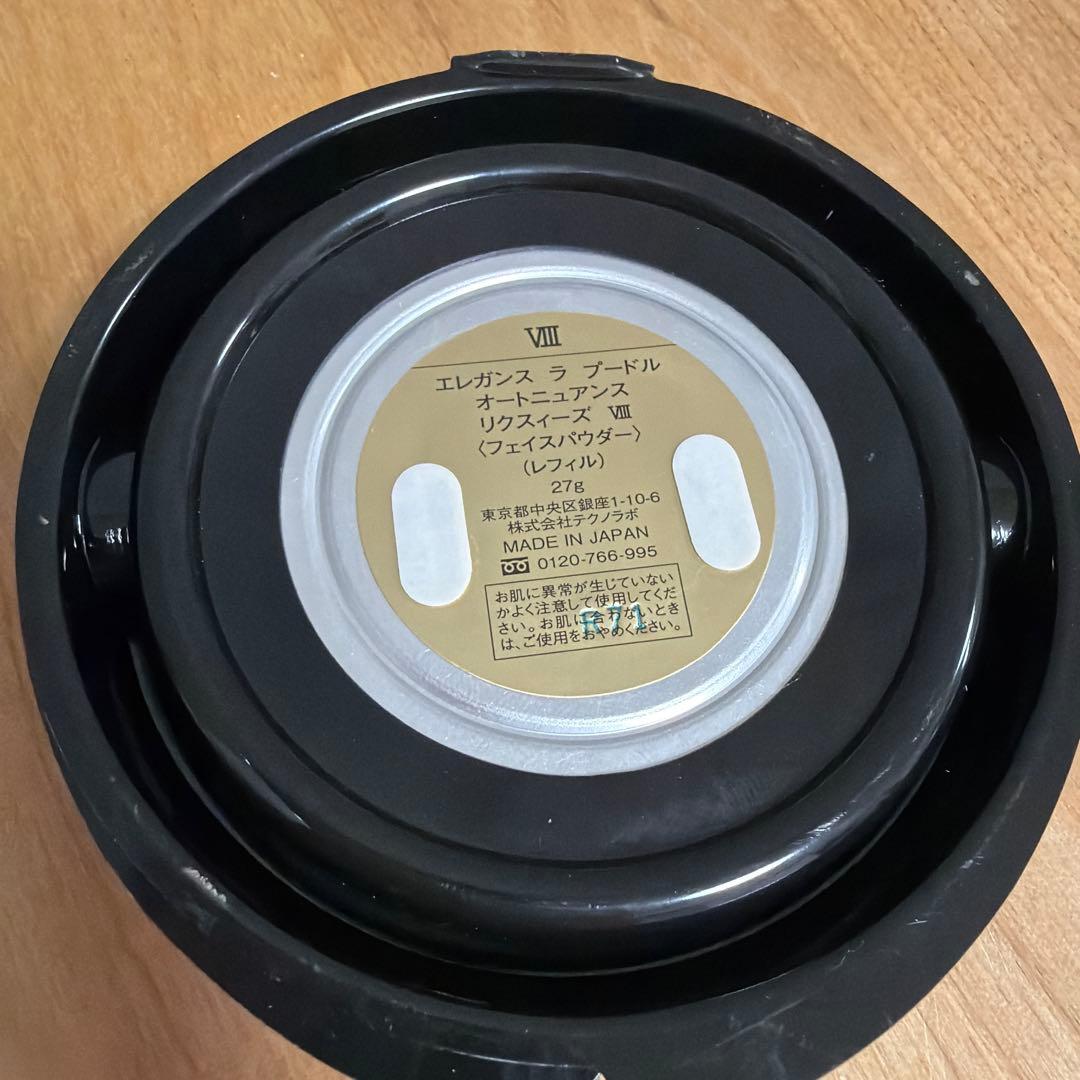 VIII
エレガンス ラ プードル
オートニュアンス
リクスィーズ VIII
〈フェイスパウダー〉
(レフィル)
27g
東京都中央区銀座1-10-6
株式会社テクノラボ
MADE IN JAPAN
0120-766-995
お肌に異常が生じていない
かよく注意して使用してくだ
さい。お肌に合わないとき
は、ご使用をおやめください。
R71